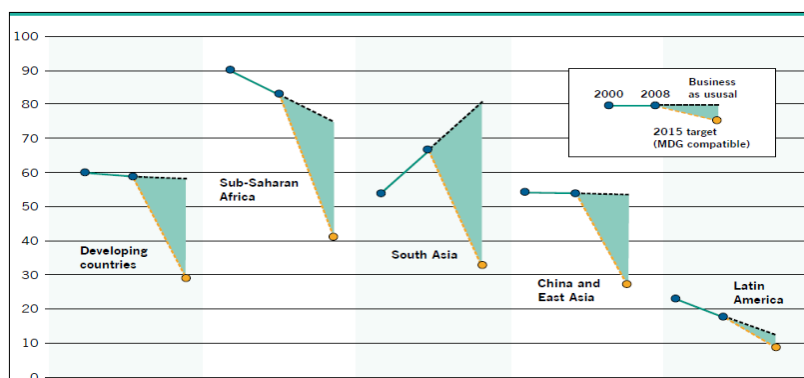 100
90
80
70
60
50
40
30
20
10
0
Developing
countries
Sub-Saharan
Africa
South Asia
China and
East Asia
Latin
America
2000 2008 Business
as ususal
2015 target
(MDG compatible)